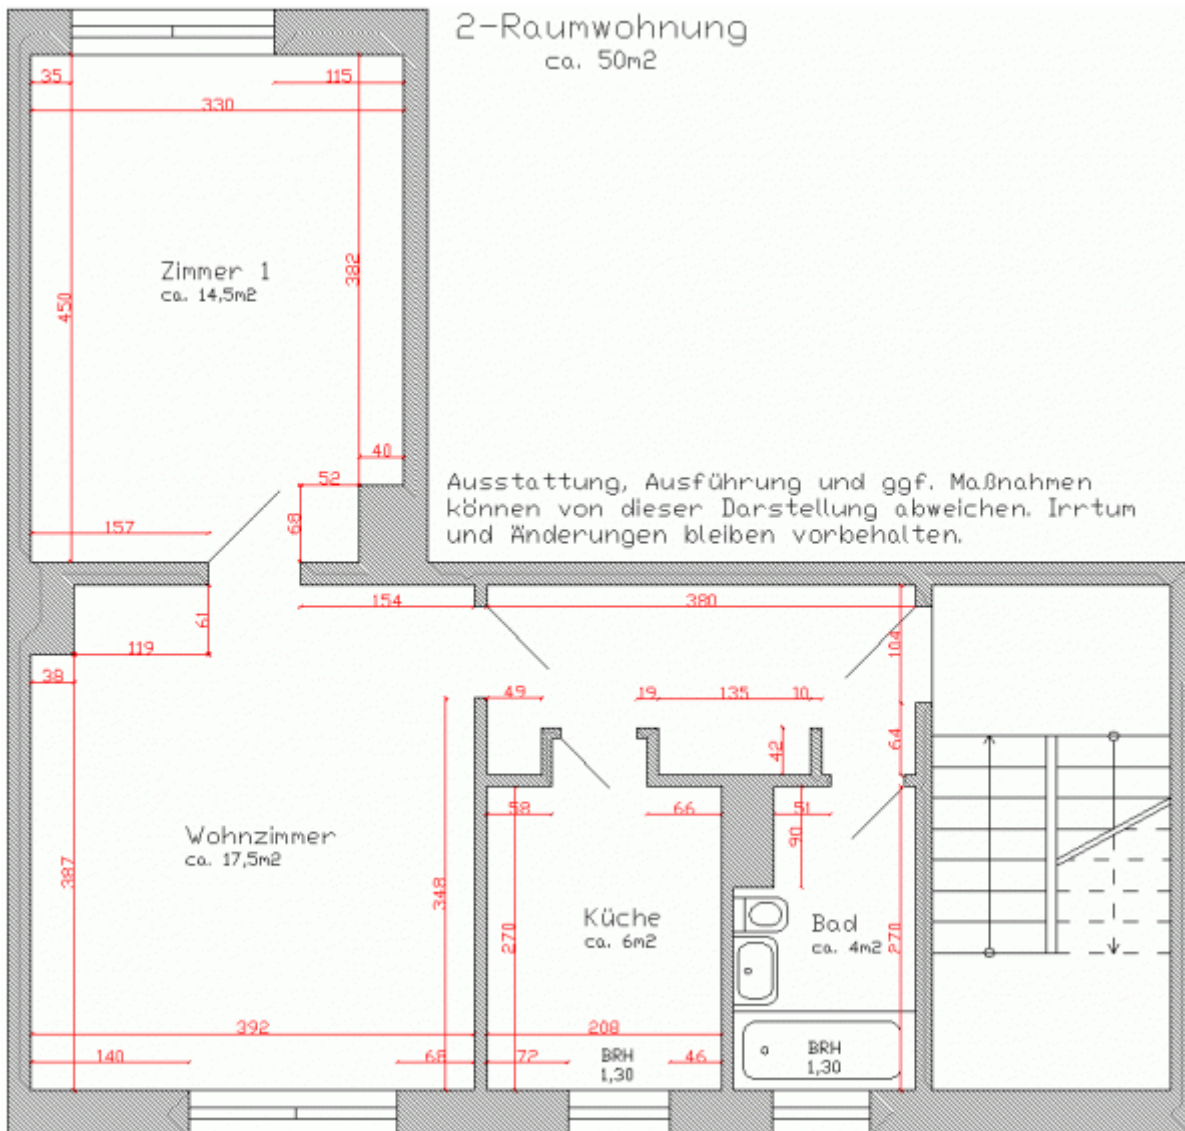 2-Raumwohnung
ca. 50m2
35
115
330
Zimmer 1
ca. 14,5m2
382
450
40
52
68
157
Ausstattung, Ausführung und ggf. Maßnahmen
können von dieser Darstellung abweichen. Irrtum
und Änderungen bleiben vorbehalten.
154
380
61
104
119
38
49
19
135
10
64
42
58
66
51
90
Wohnzimmer
ca. 17,5m2
387
348
Küche
ca. 6m2
270
Bad
ca. 4m2
270
392
208
140
68
72
46
BRH
1,30
BRH
1,30